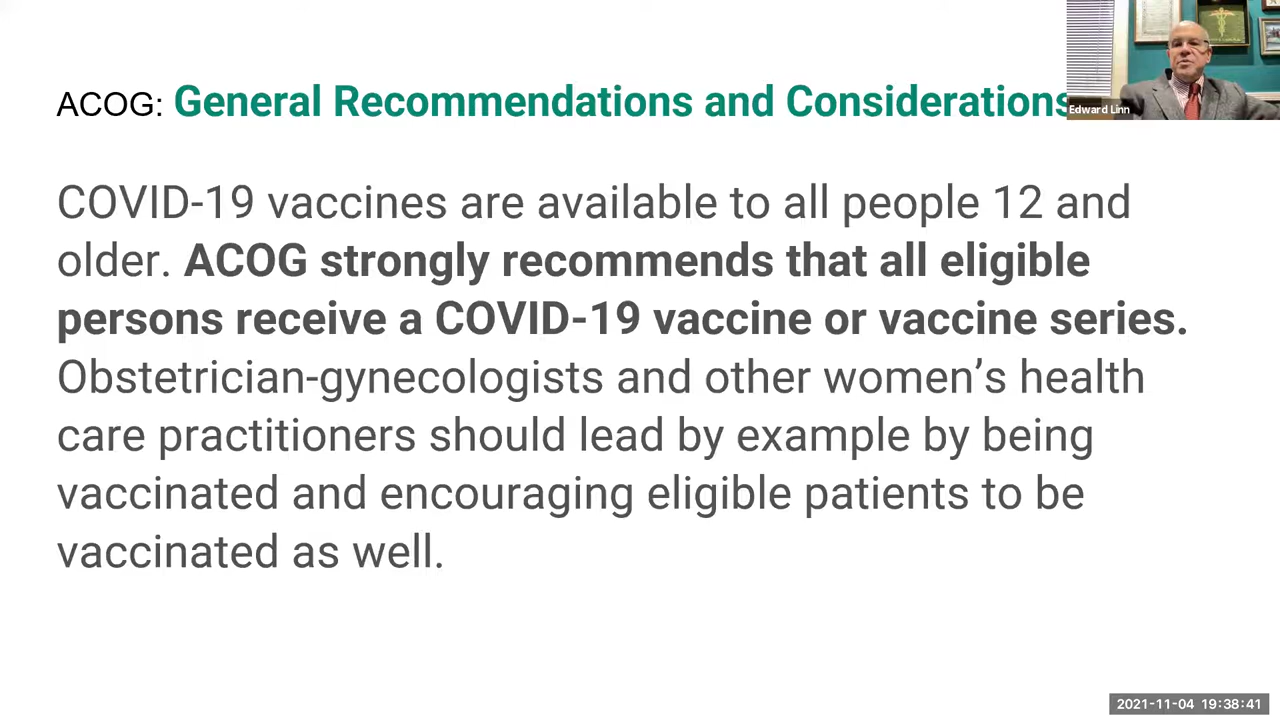 ACOG: General Recommendations and Considerations
Edward Linn
COVID-19 vaccines are available to all people 12 and
older. ACOG strongly recommends that all eligible
persons receive a COVID-19 vaccine or vaccine series.
Obstetrician-gynecologists and other women’s health
care practitioners should lead by example by being
vaccinated and encouraging eligible patients to be
vaccinated as well.
2021-11-04 19:38:41